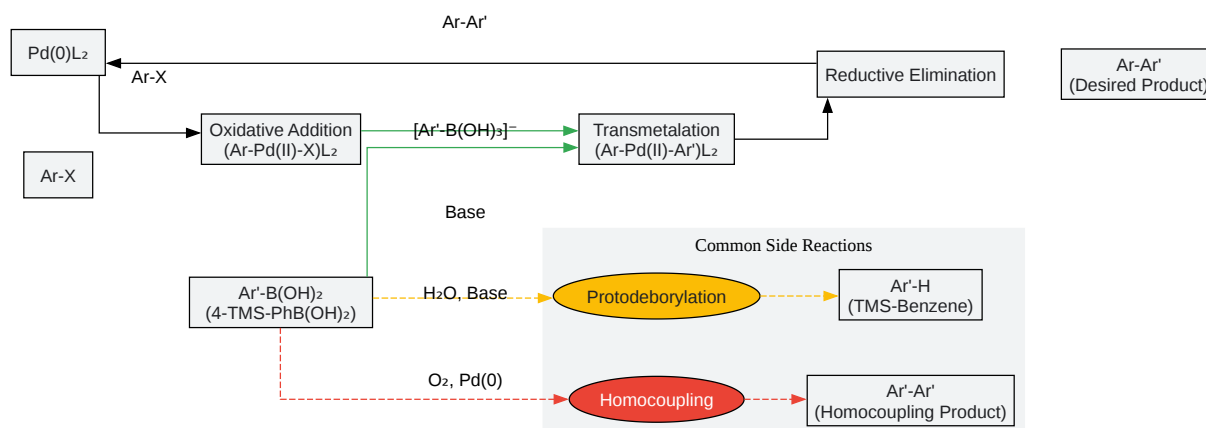 Ar-Ar'
Pd(0)L₂
Ar-X
Reductive Elimination
Ar-Ar'
(Desired Product)
Oxidative Addition
(Ar-Pd(II)-X)L₂
[Ar'-B(OH)₃]⁻
Transmetalation
(Ar-Pd(II)-Ar')L₂
Ar-X
Base
Common Side Reactions
Ar'-B(OH)₂
(4-TMS-PhB(OH)₂)
H₂O, Base
Protodeborylation
Ar'-H
(TMS-Benzene)
O₂, Pd(0)
Homocoupling
Ar'-Ar'
(Homocoupling Product)